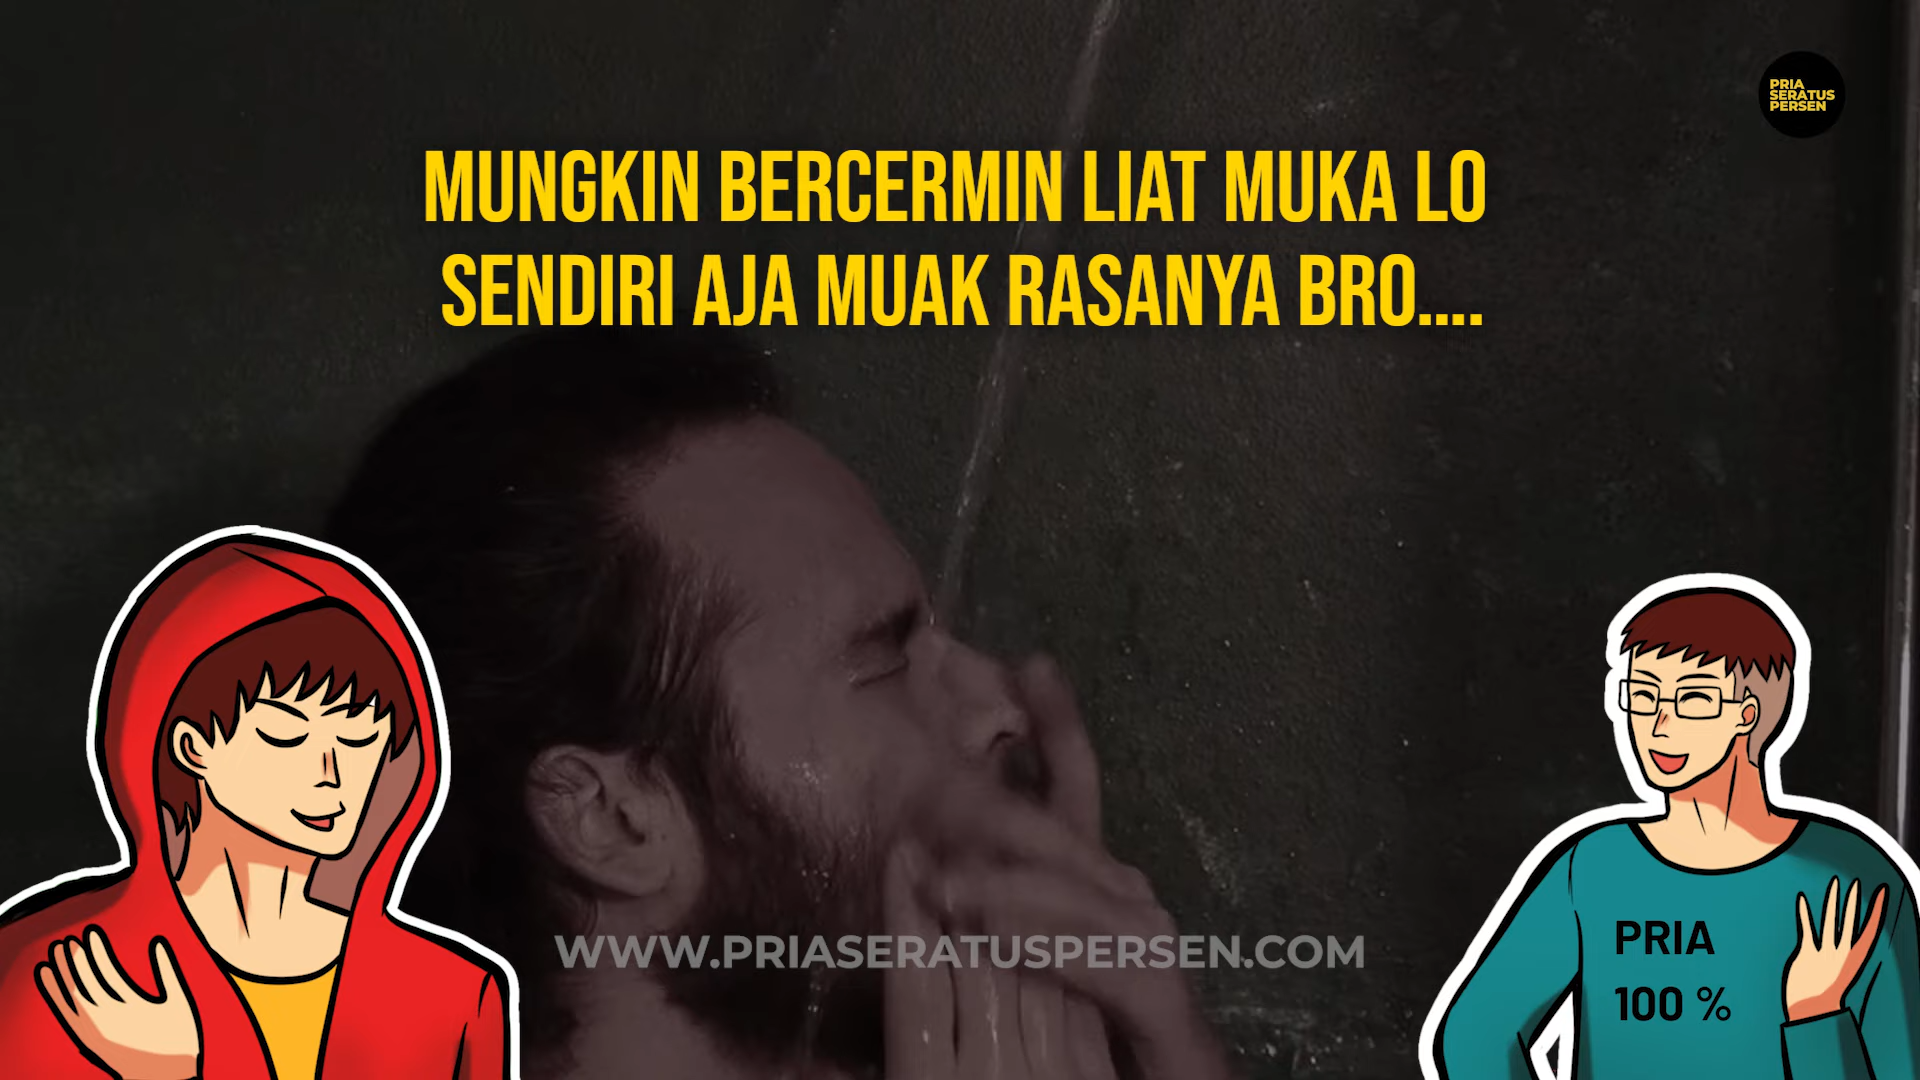 PRIA
SERATUS
PERSEN
MUNGKIN BERCERMIN LIAT MUKA LO
SENDIRI AJA MUAK RASANYA BRO....
WWW.PRIASERATUSPERSEN.COM
PRIA
100 %